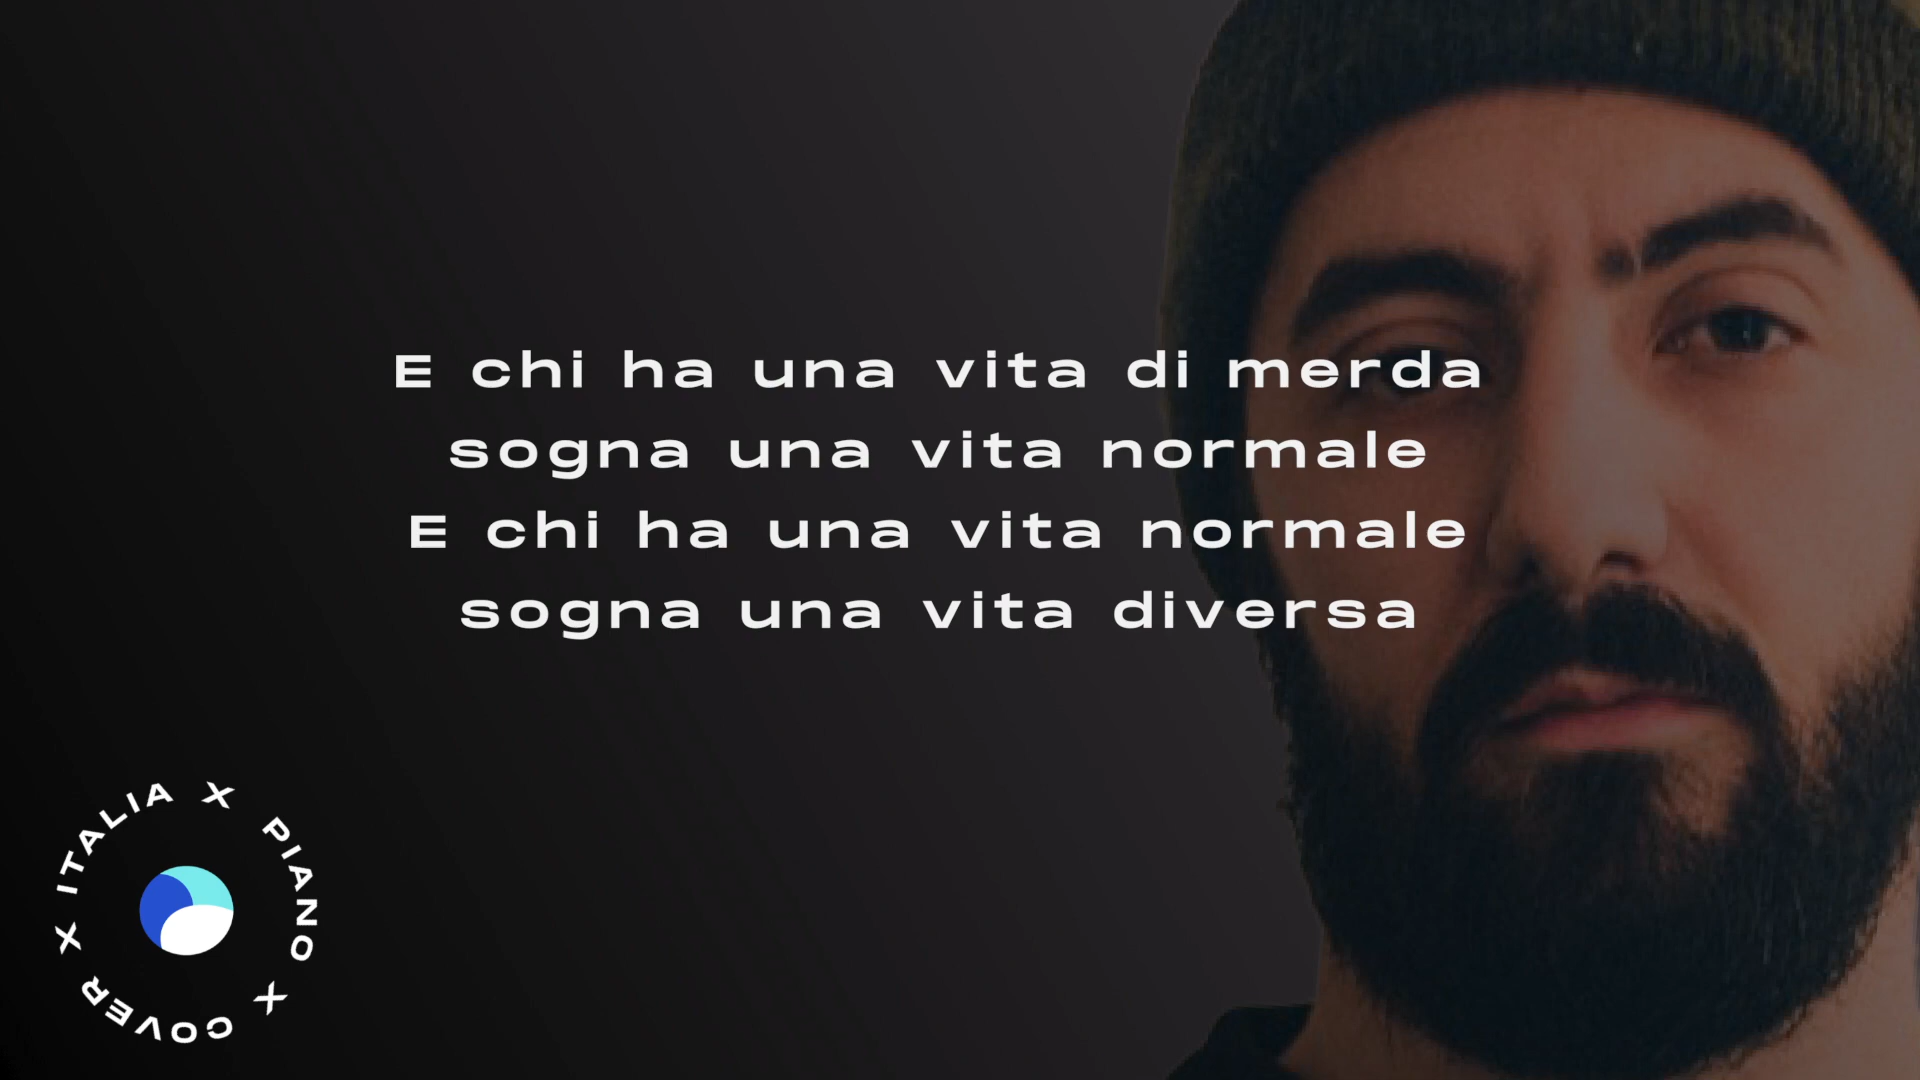 E chi ha una vita di merda
sogna una vita normale
E chi ha una vita normale
sogna una vita diversa
ITALIA X PIANO X COVER X